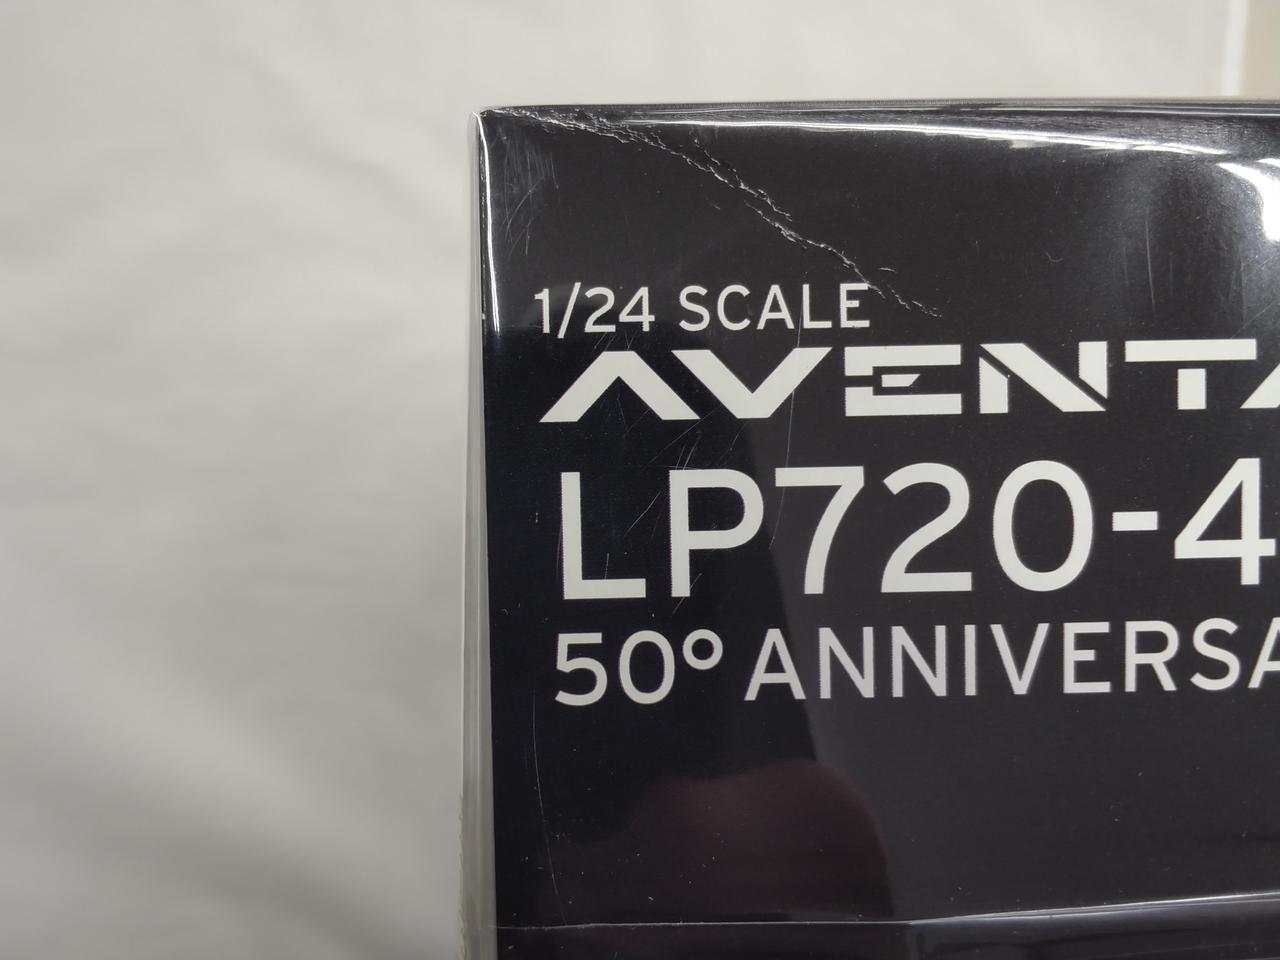 1/24 SCALE
AVENTA
LP720-4
50° ANNIVERSA